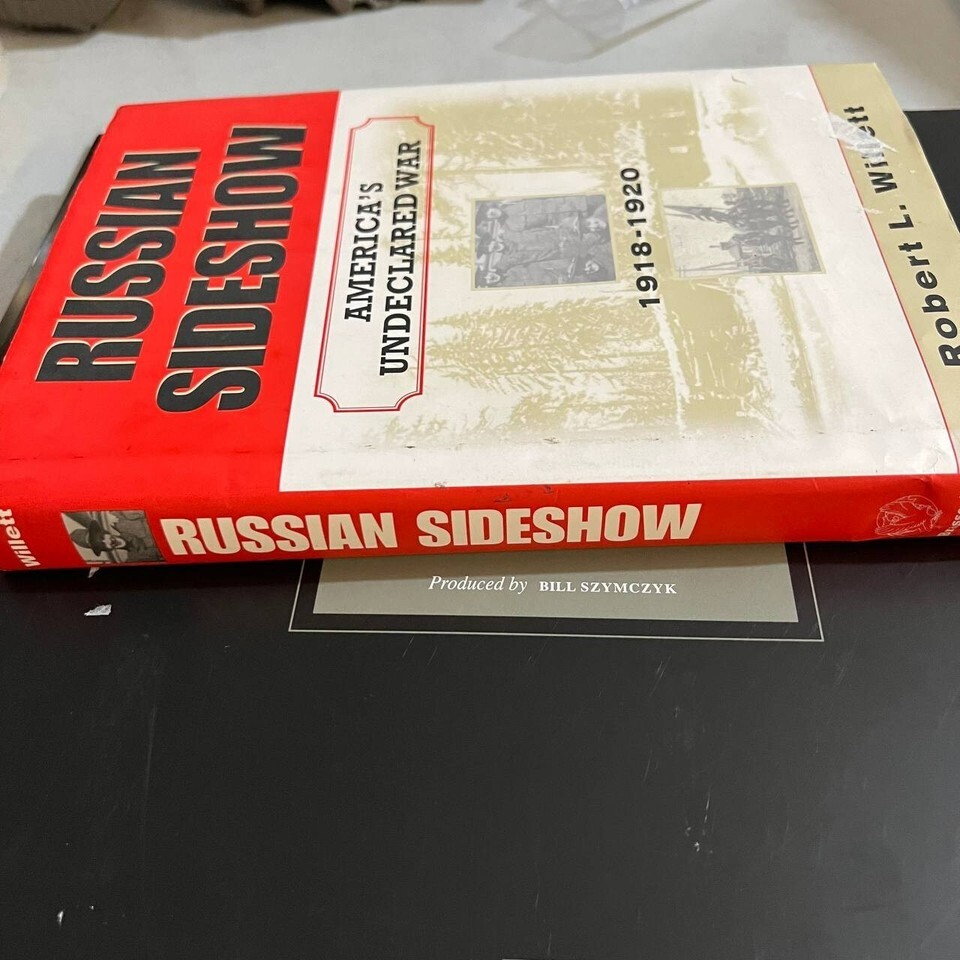 RUSSIAN
SIDESHOW
AMERICA'S
UNDECLARED WAR
1918-1920
Robert L. Willett
Willett
RUSSIAN SIDESHOW
Produced by BILL SZYMCZYK